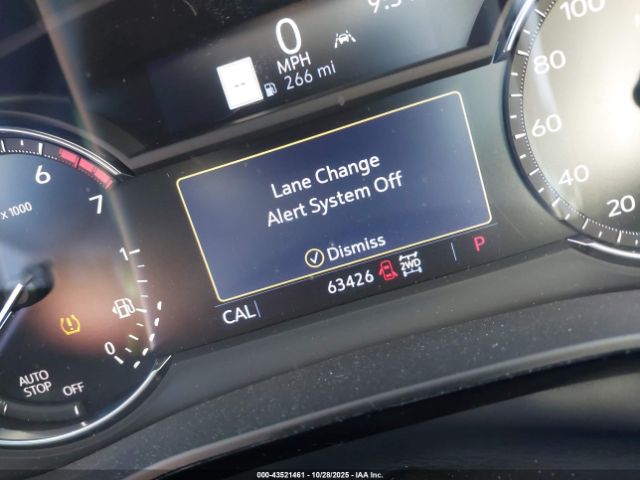 0
MPH
266 mi
100
80
60
40
20
6
7
x 1000
Lane Change
Alert System Off
Dismiss
1
0
63426
2WD
P
CAL
AUTO
STOP
OFF
000-43521461 - 10/28/2025 - IAA Inc.